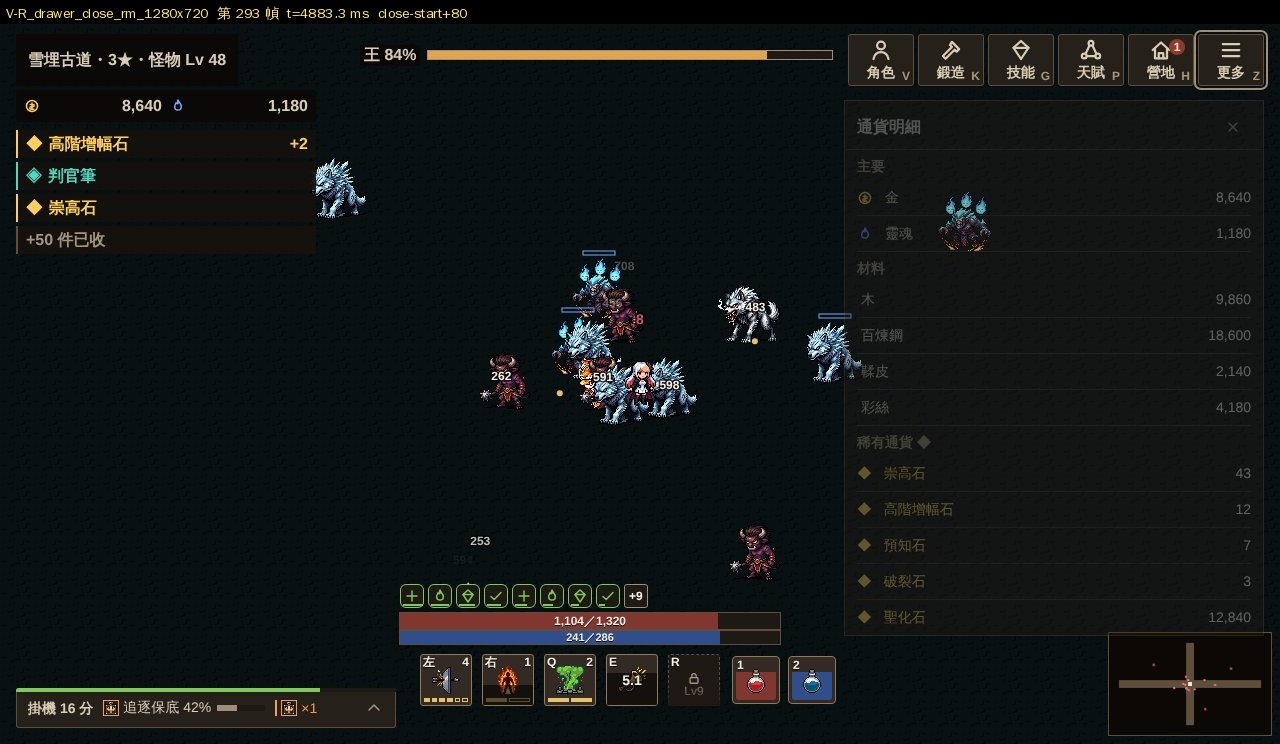 V-R_drawer_close_rm_1280x720 第 293 幀 t=4883.3 ms close-start+80
雪埋古道・3★・怪物 Lv 48
王 84%
角色 V
鍛造 K
技能 G
天賦 P
營地 H 1
更多 Z
8,640 1,180
高階增幅石 +2
判官筆
崇高石
+50 件已收
通貨明細 ×
主要
金 8,640
靈魂 1,180
材料
木 9,860
百煉鋼 18,600
鞣皮 2,140
彩絲 4,180
稀有通貨
崇高石 43
高階增幅石 12
預知石 7
破裂石 3
聖化石 12,840
708
8
483
262
591
598
253
594
+9
1,104／1,320
241／286
左 4
右 1
Q 2
E 5.1
R Lv9
1
2
掛機 16 分 追逐保底 42% ×1